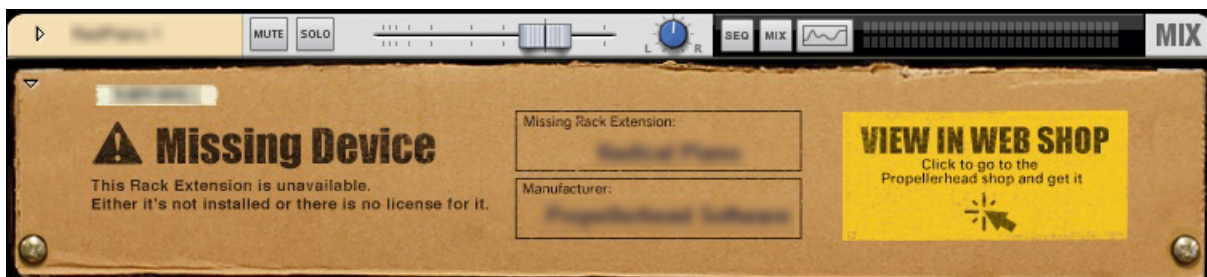 MUTE
SOLO
L
R
SEQ
MIX
MIX
Missing Device
This Rack Extension is unavailable.
Either it's not installed or there is no license for it.
Missing Rack Extension:
Manufacturer:
VIEW IN WEB SHOP
Click to go to the
Propellerhead shop and get it